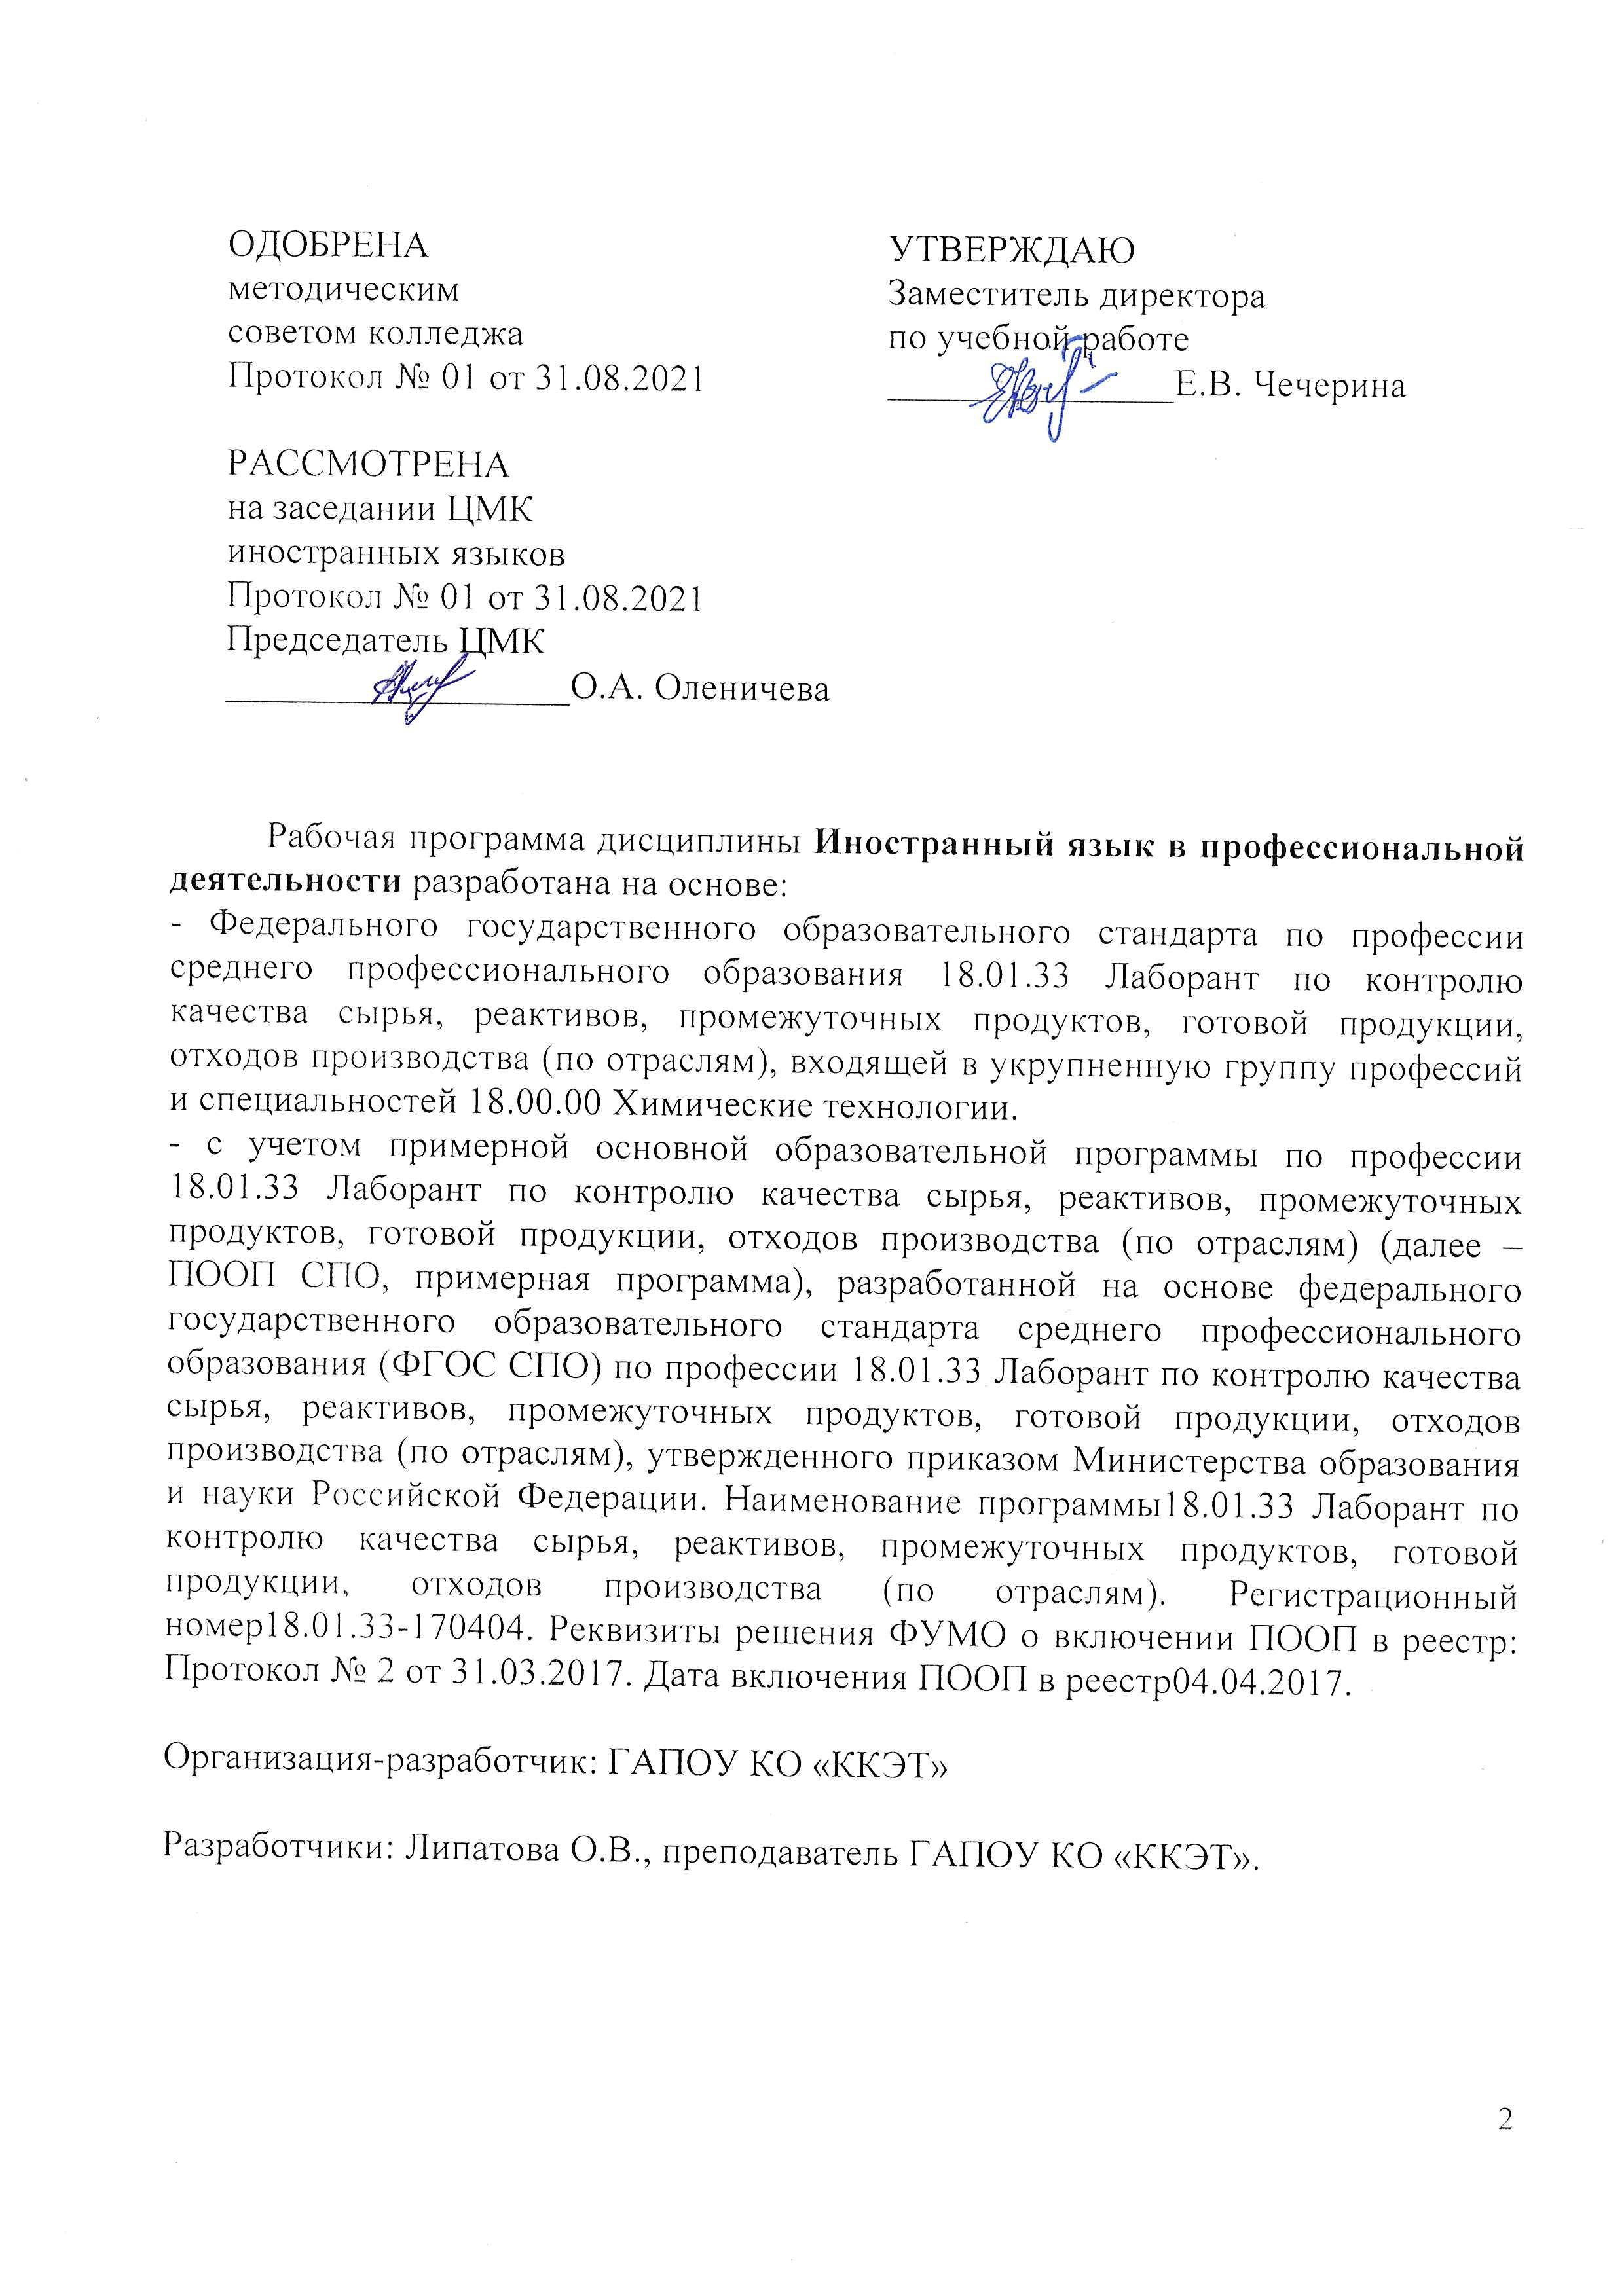 ОДОБРЕНА
методическим
советом колледжа
Протокол № 01 от 31.08.2021
УТВЕРЖДАЮ
Заместитель директора
по учебной работе
Е.В. Чечерина
РАССМОТРЕНА
на заседании ЦМК
иностранных языков
Протокол № 01 от 31.08.2021
Председатель ЦМК
О.А. Оленичева
Рабочая программа дисциплины Иностранный язык в профессиональной
деятельности разработана на основе:
- Федерального государственного образовательного стандарта по профессии
среднего профессионального образования 18.01.33 Лаборант по контролю
качества сырья, реактивов, промежуточных продуктов, готовой продукции,
отходов производства (по отраслям), входящей в укрупненную группу профессий
и специальностей 18.00.00 Химические технологии.
- с учетом примерной основной образовательной программы по профессии
18.01.33 Лаборант по контролю качества сырья, реактивов, промежуточных
продуктов, готовой продукции, отходов производства (по отраслям) (далее –
ПООП СПО, примерная программа), разработанной на основе федерального
государственного образовательного стандарта среднего профессионального
образования (ФГОС СПО) по профессии 18.01.33 Лаборант по контролю качества
сырья, реактивов, промежуточных продуктов, готовой продукции, отходов
производства (по отраслям), утвержденного приказом Министерства образования
и науки Российской Федерации. Наименование программы18.01.33 Лаборант по
контролю качества сырья, реактивов, промежуточных продуктов, готовой
продукции, отходов производства (по отраслям). Регистрационный
номер18.01.33-170404. Реквизиты решения ФУМО о включении ПООП в реестр:
Протокол № 2 от 31.03.2017. Дата включения ПООП в реестр04.04.2017.
Организация-разработчик: ГАПОУ КО «ККЭТ»
Разработчики: Липатова О.В., преподаватель ГАПОУ КО «ККЭТ».
2